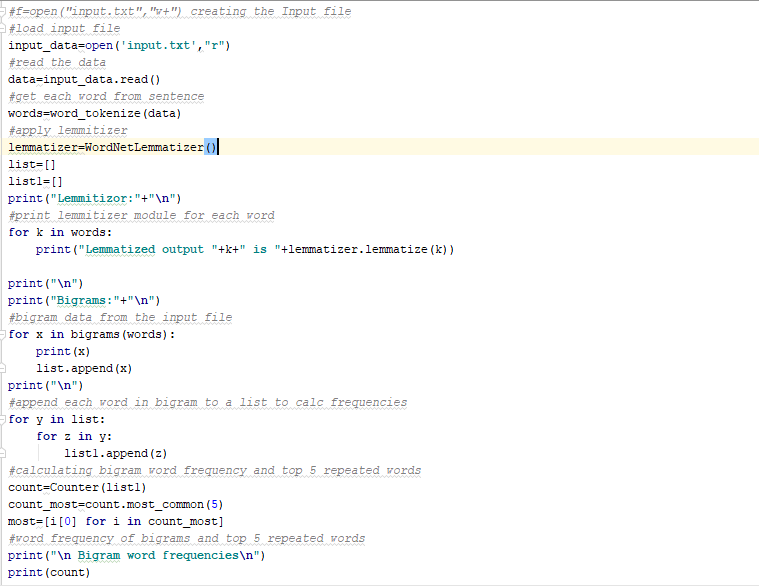 #f=open("input.txt","w+") creating the Input file
#load input file
input_data=open('input.txt',"r")
#read the data
data=input_data.read()
#get each word from sentence
words=word_tokenize(data)
#apply lemmitizer
lemmatizer=WordNetLemmatizer()
list=[]
list1=[]
print("Lemmitizor:"+"\n")
#print lemmitizer module for each word
for k in words:
    print("Lemmatized output "+k+" is "+lemmatizer.lemmatize(k))
print("\n")
print("Bigrams:"+"\n")
#bigram data from the input file
for x in bigrams(words):
    print(x)
    list.append(x)
print("\n")
#append each word in bigram to a list to calc frequencies
for y in list:
    for z in y:
        list1.append(z)
#calculating bigram word frequency and top 5 repeated words
count=Counter(list1)
count_most=count.most_common(5)
most=[i[0] for i in count_most]
#word frequency of bigrams and top 5 repeated words
print("\n Bigram word frequencies\n")
print(count)